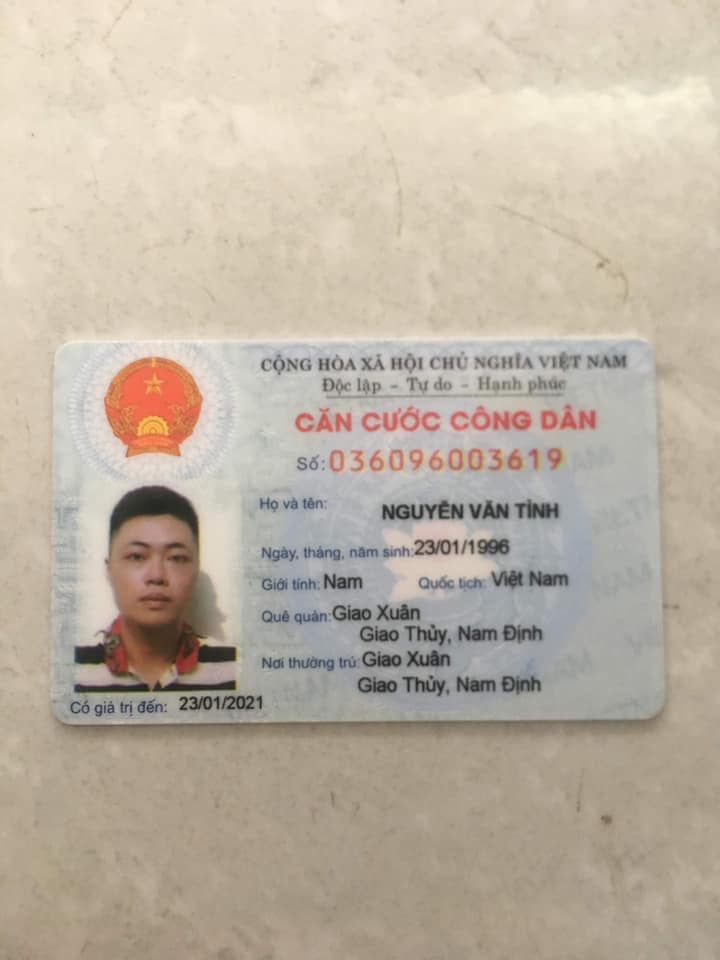 CỘNG HÒA XÃ HỘI CHỦ NGHĨA VIỆT NAM
Độc lập - Tự do - Hạnh phúc
CĂN CƯỚC CÔNG DÂN
Số: 036096003619
Họ và tên: NGUYỄN VĂN TỈNH
Ngày, tháng, năm sinh: 23/01/1996
Giới tính: Nam Quốc tịch: Việt Nam
Quê quán: Giao Xuân
Giao Thủy, Nam Định
Nơi thường trú: Giao Xuân
Giao Thủy, Nam Định
Có giá trị đến: 23/01/2021